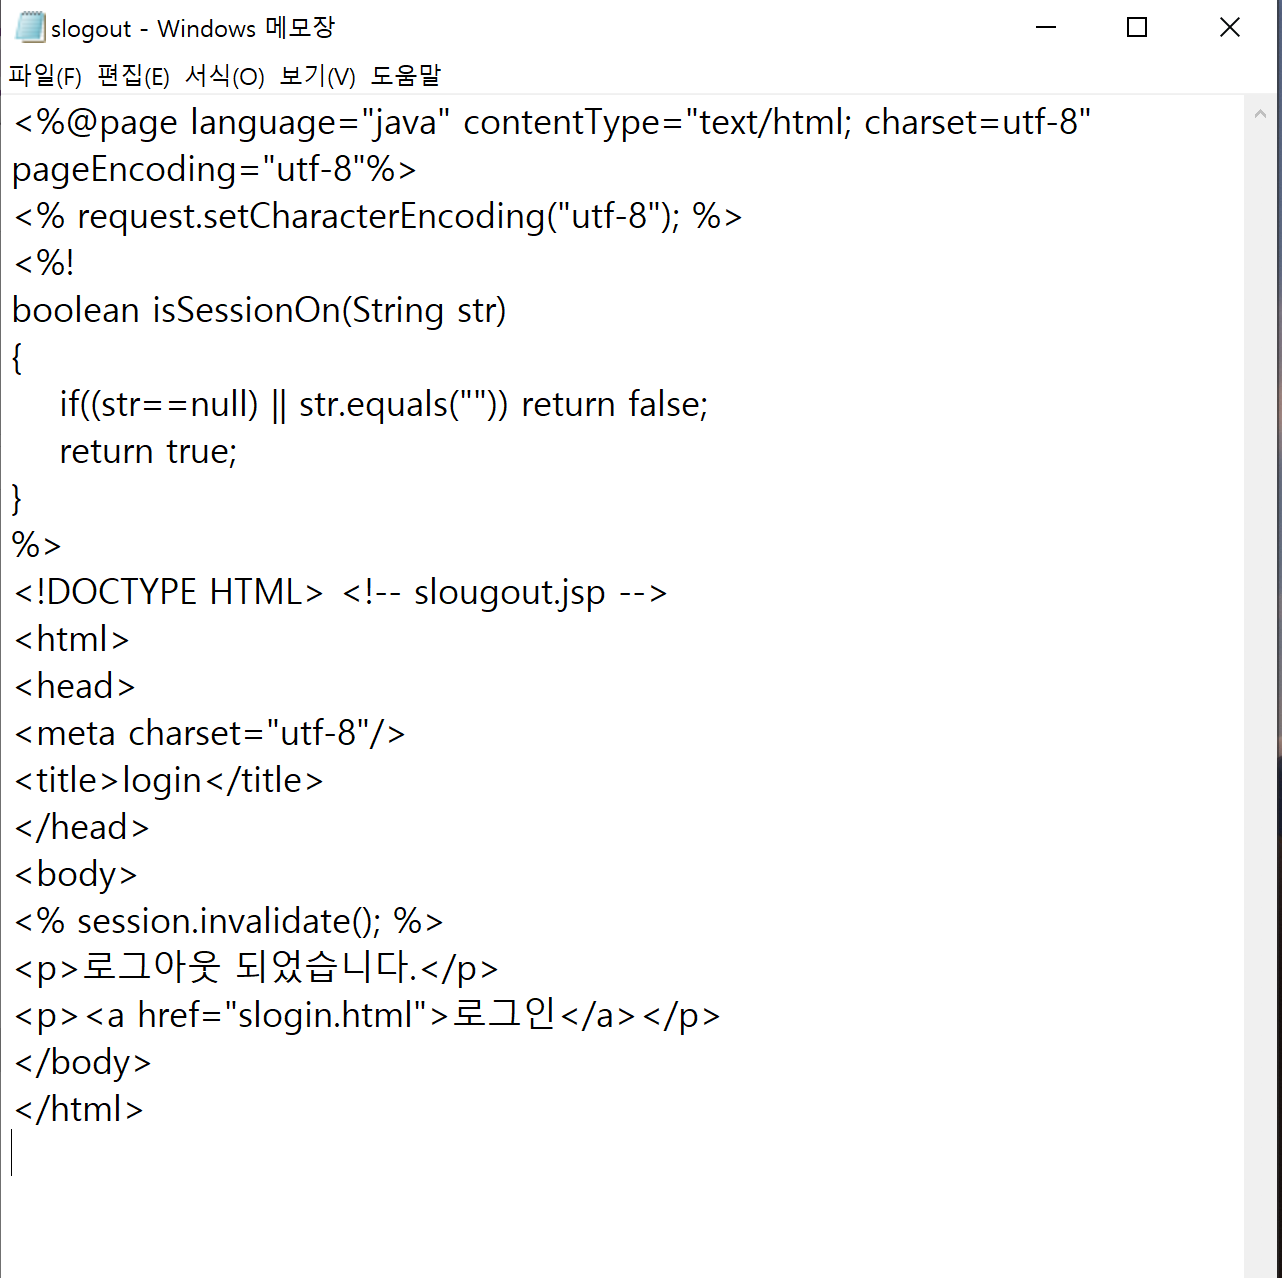 slogout - Windows 메모장
파일(F) 편집(E) 서식(O) 보기(V) 도움말
<%@page language="java" contentType="text/html; charset=utf-8"
pageEncoding="utf-8"%>
<% request.setCharacterEncoding("utf-8"); %>
<%!
boolean isSessionOn(String str)
{
     if((str==null) || str.equals("")) return false;
     return true;
}
%>
<!DOCTYPE HTML> <!-- slougout.jsp -->
<html>
<head>
<meta charset="utf-8"/>
<title>login</title>
</head>
<body>
<% session.invalidate(); %>
<p>로그아웃 되었습니다.</p>
<p><a href="slogin.html">로그인</a></p>
</body>
</html>